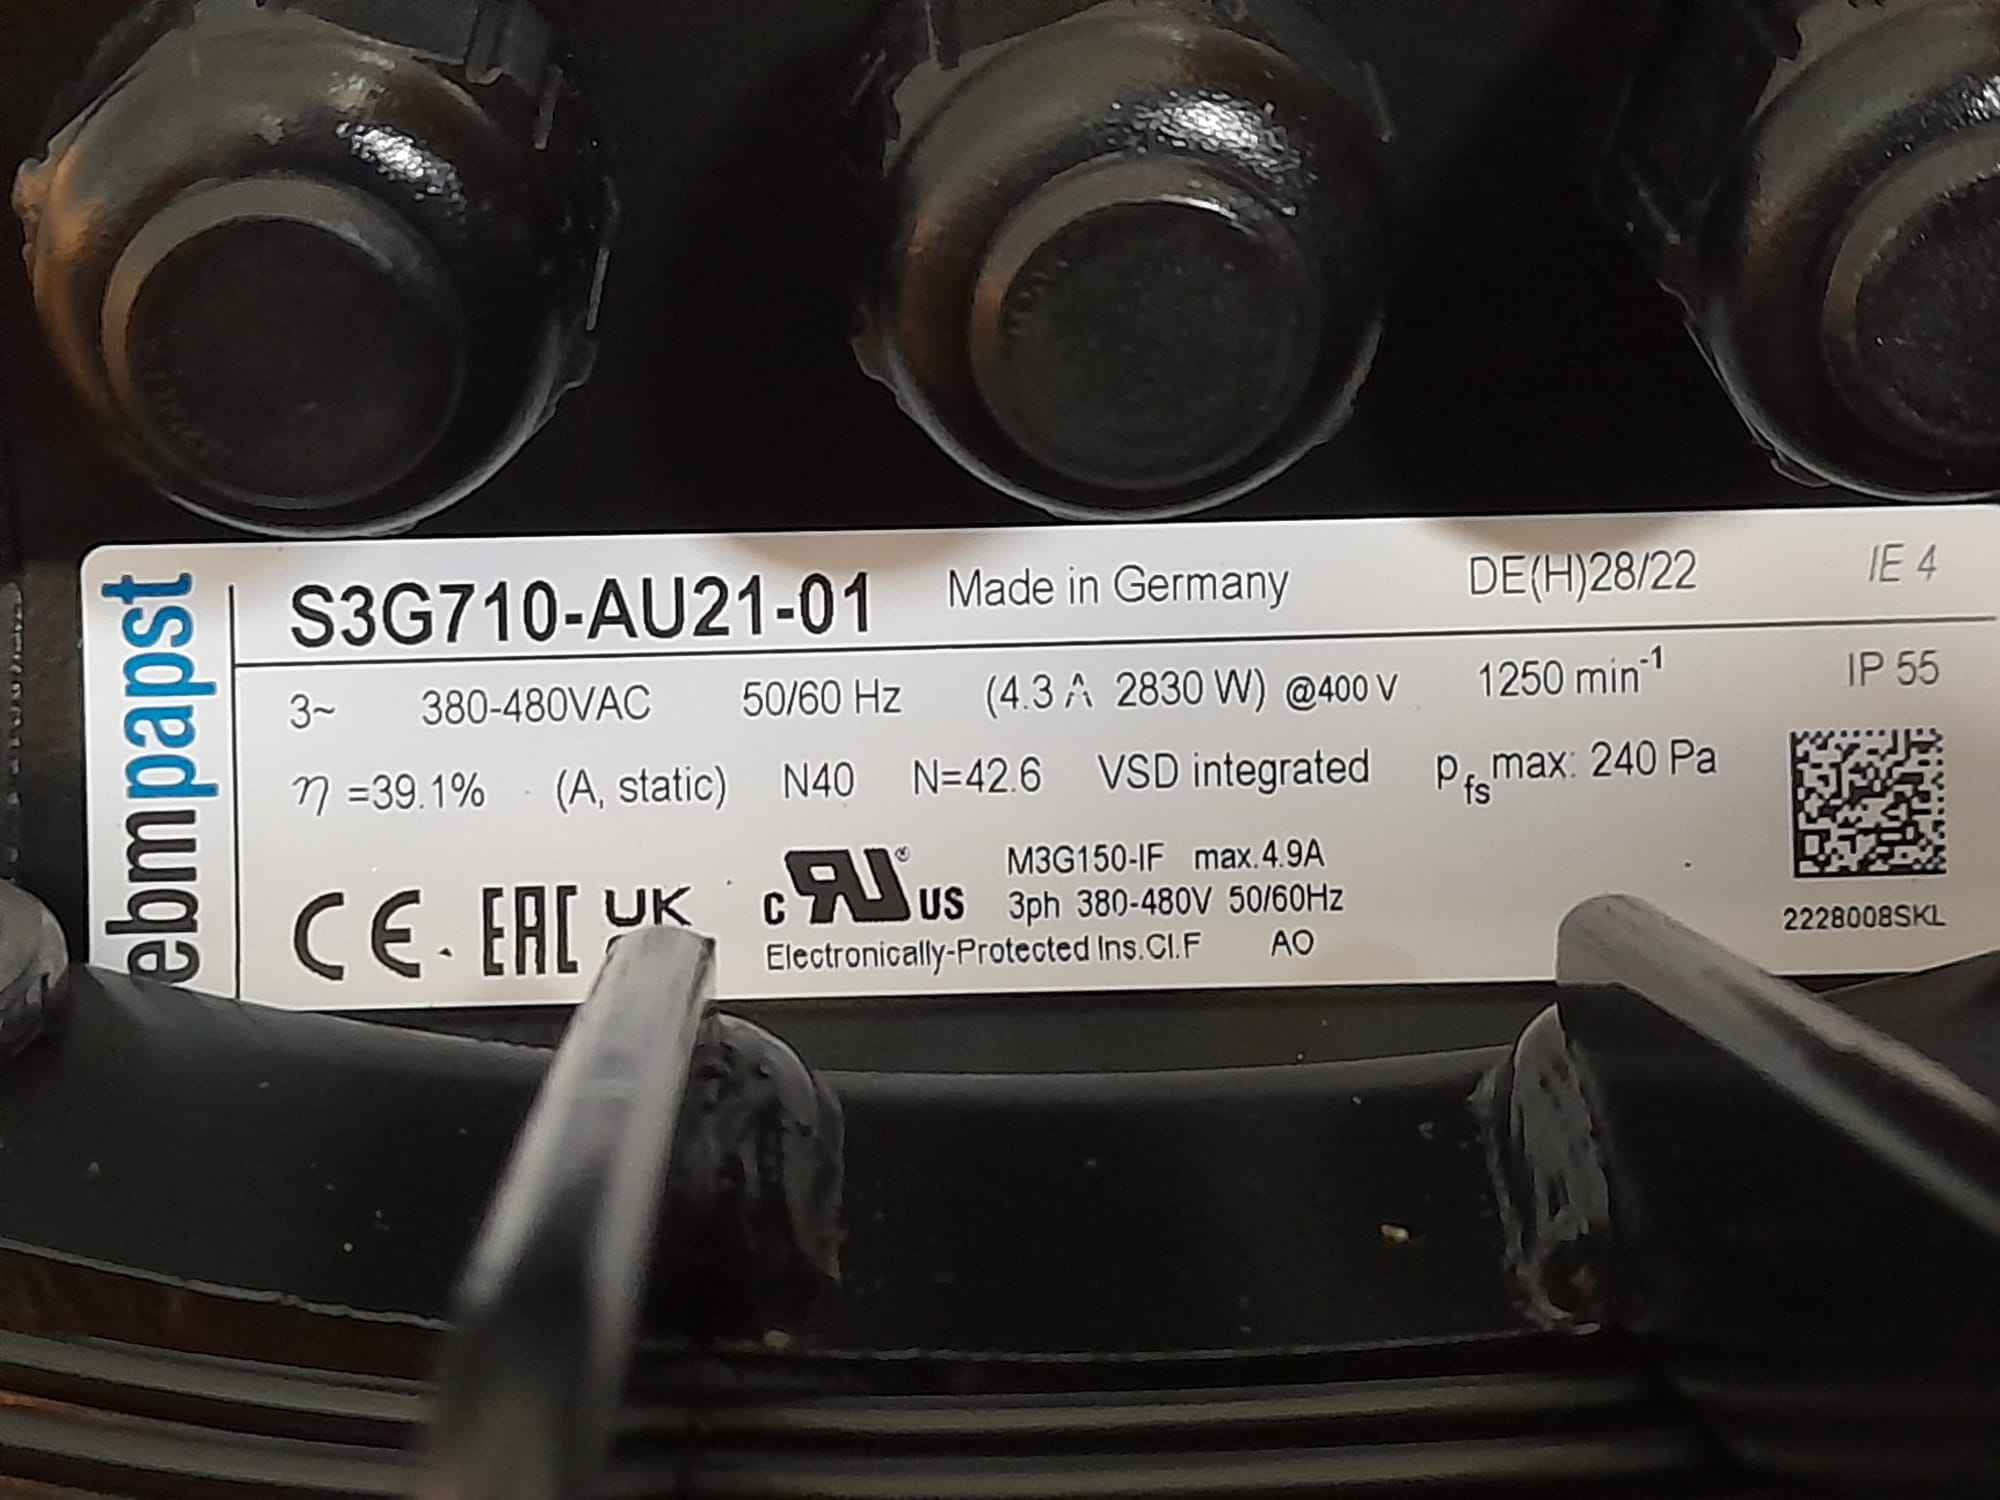 ebmpapst
S3G710-AU21-01 Made in Germany DE(H)28/22 IE 4
3~ 380-480VAC 50/60 Hz (4.3 A 2830 W) @400 V 1250 min⁻¹ IP 55
η =39.1% (A, static) N40 N=42.6 VSD integrated pfs max: 240 Pa
CE EAC UK c RU® US M3G150-IF max.4.9A
3ph 380-480V 50/60Hz
Electronically-Protected Ins.Cl.F AO
2228008SKL